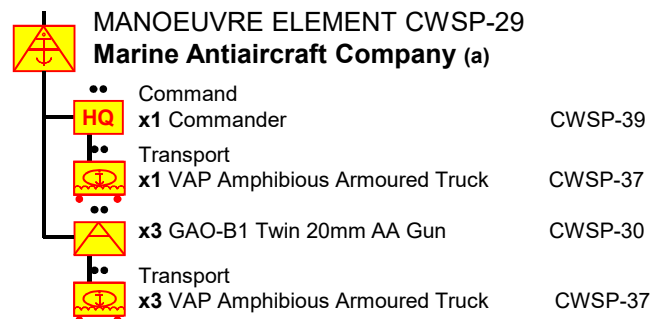 MANOEUVRE ELEMENT CWSP-29
Marine Antiaircraft Company (a)
Command
HQ x1 Commander CWSP-39
Transport
x1 VAP Amphibious Armoured Truck CWSP-37
x3 GAO-B1 Twin 20mm AA Gun CWSP-30
Transport
x3 VAP Amphibious Armoured Truck CWSP-37